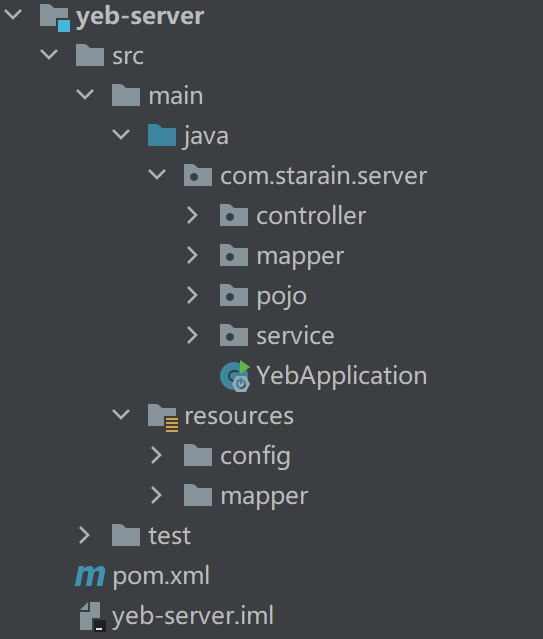 yeb-server
src
main
java
com.starain.server
controller
mapper
pojo
service
YebApplication
resources
config
mapper
test
pom.xml
yeb-server.iml